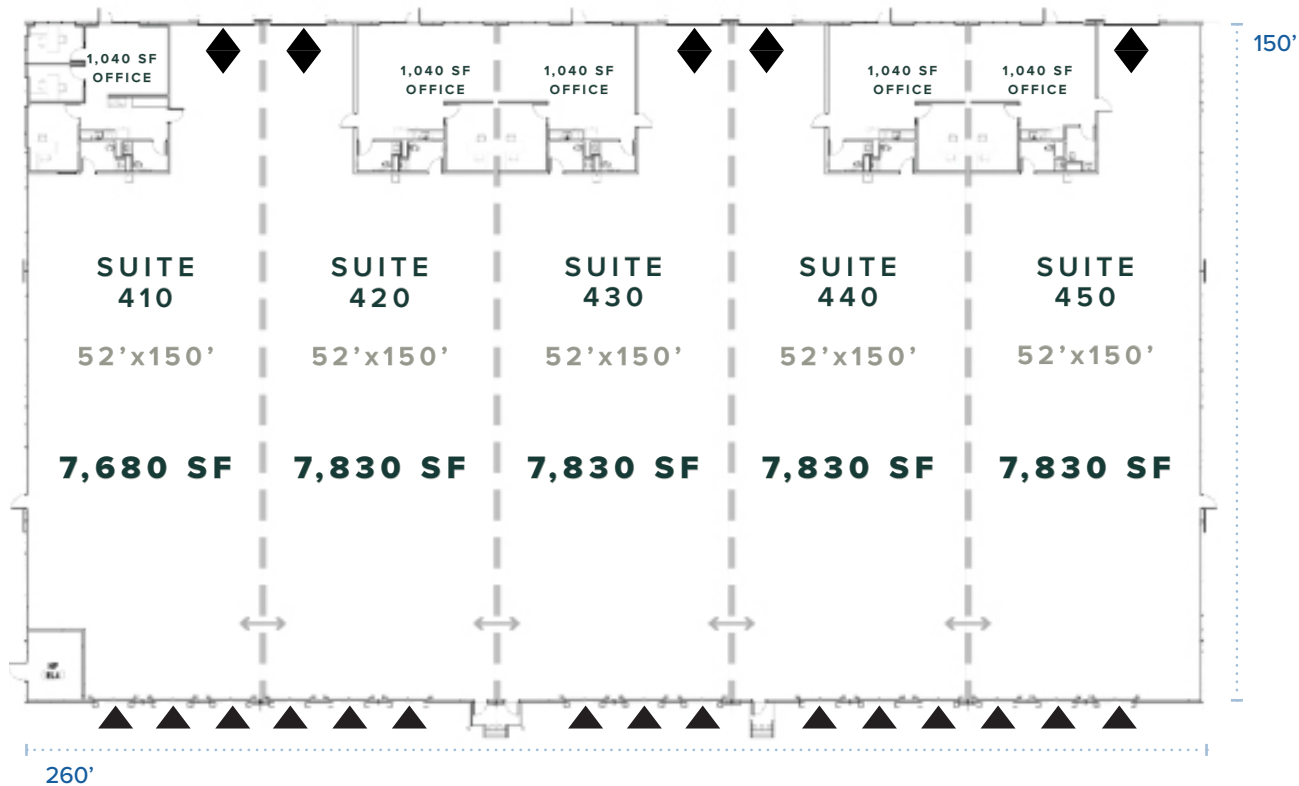 150'
1,040 SF
OFFICE
1,040 SF
OFFICE
1,040 SF
OFFICE
1,040 SF
OFFICE
1,040 SF
OFFICE
SUITE
410
52’x150’
7,680 SF
SUITE
420
52’x150’
7,830 SF
SUITE
430
52’x150’
7,830 SF
SUITE
440
52’x150’
7,830 SF
SUITE
450
52’x150’
7,830 SF
260'